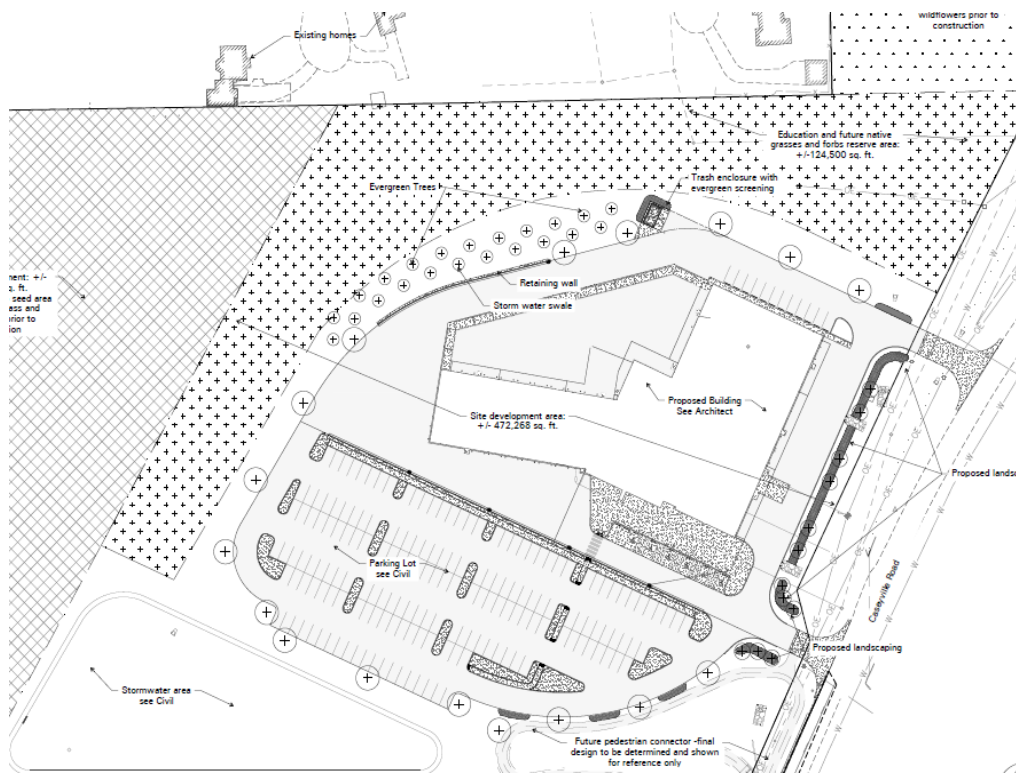 wildflowers prior to
construction
Existing homes
Education and future native
grasses and forbs reserve area:
+/-124,500 sq. ft.
Trash enclosure with
evergreen screening
Evergreen Trees
ment: +/-
q. ft.
seed area
ass and
rior to
ion
Retaining wall
Storm water swale
Proposed Building
See Architect
Site development area:
+/- 472,268 sq. ft.
Proposed landsc
Parking Lot
see Civil
Caseyville Road
Proposed landscaping
Stormwater area
see Civil
Future pedestrian connector -final
design to be determined and shown
for reference only